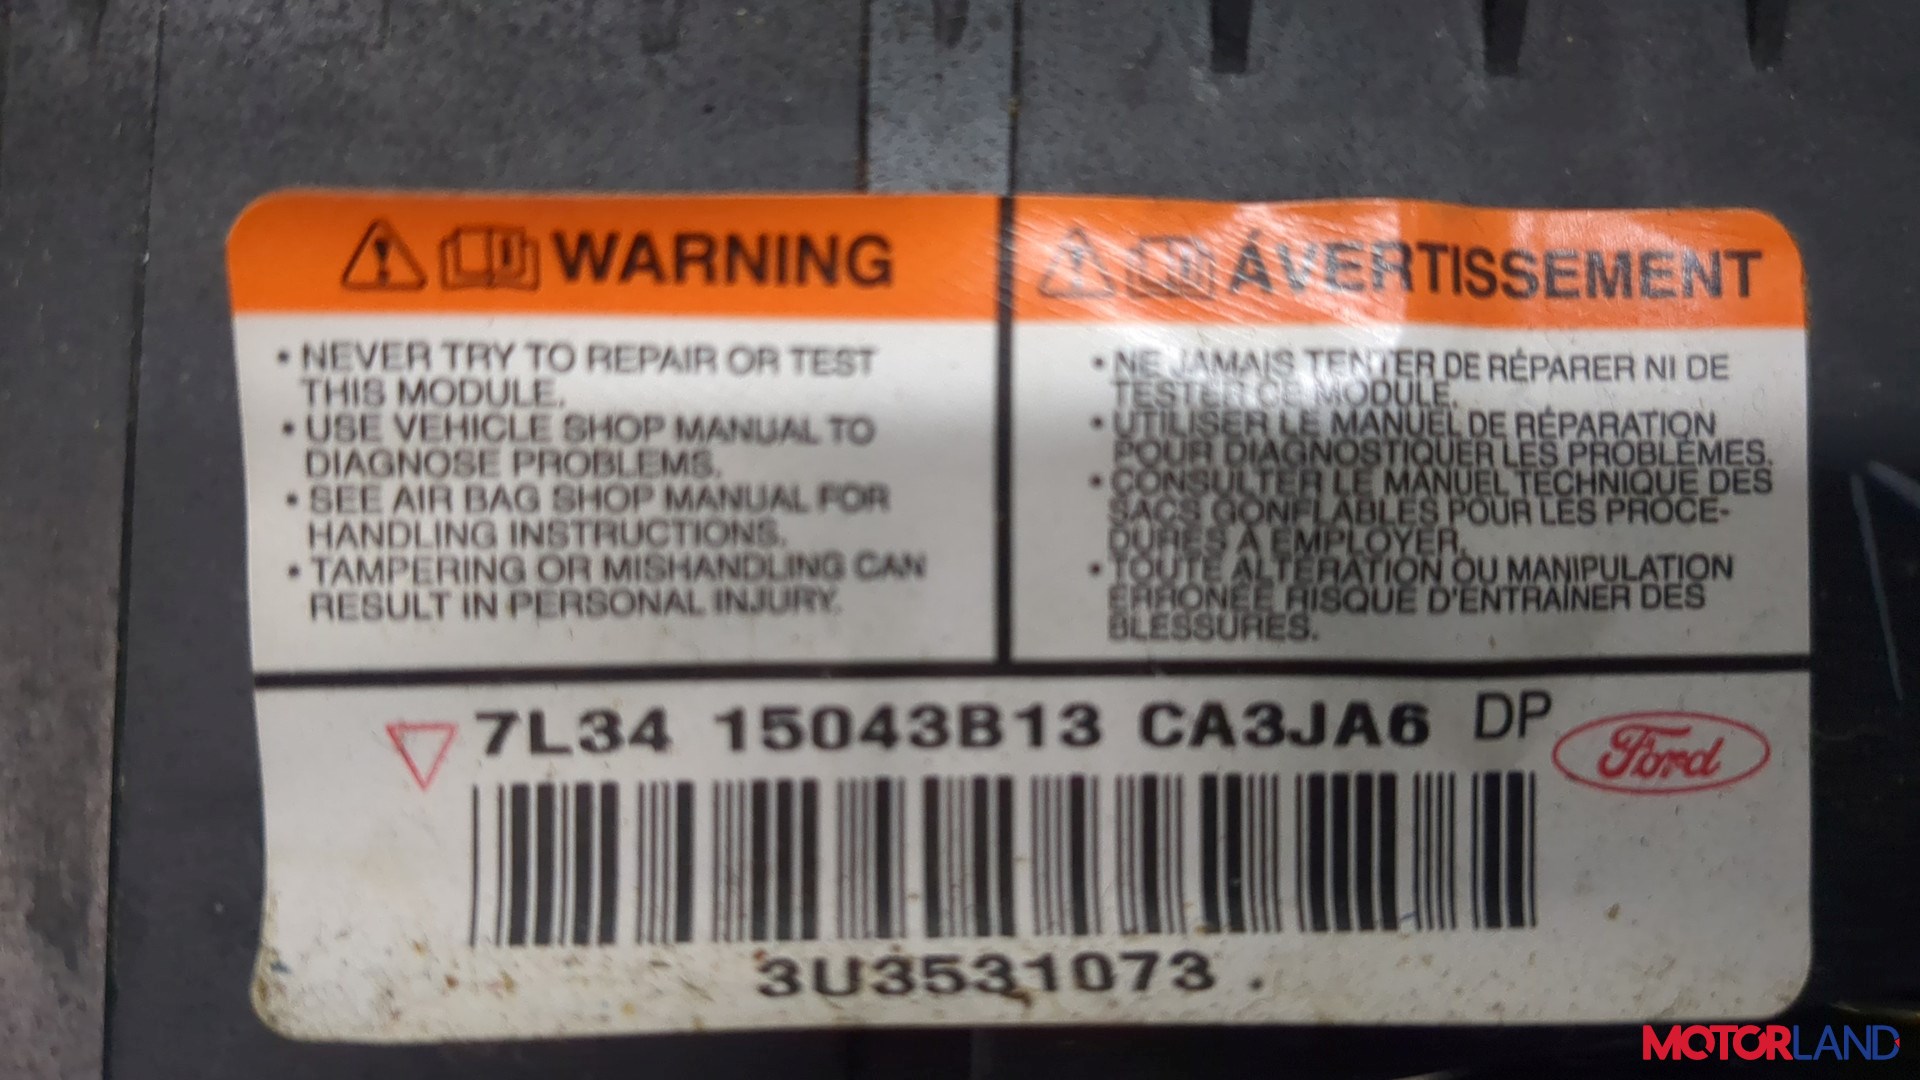 WARNING
• NEVER TRY TO REPAIR OR TEST
THIS MODULE.
• USE VEHICLE SHOP MANUAL TO
DIAGNOSE PROBLEMS.
• SEE AIR BAG SHOP MANUAL FOR
HANDLING INSTRUCTIONS.
• TAMPERING OR MISHANDLING CAN
RESULT IN PERSONAL INJURY.
ÁVERTISSEMENT
• NE JAMAIS TENTER DE RÉPARER NI DE
TESTER CE MODULE.
• UTILISER LE MANUEL DE RÉPARATION
POUR DIAGNOSTIQUER LES PROBLÈMES.
• CONSULTER LE MANUEL TECHNIQUE DES
SACS GONFLABLES POUR LES PROCE-
DURES A EMPLOYER.
• TOUTE ALTERATION OU MANIPULATION
ERRONÉE RISQUE D'ENTRAINER DES
BLESSURES.
7L34 15043B13 CA3JA6 DP
Ford
3U3531073 .
MOTORLAND